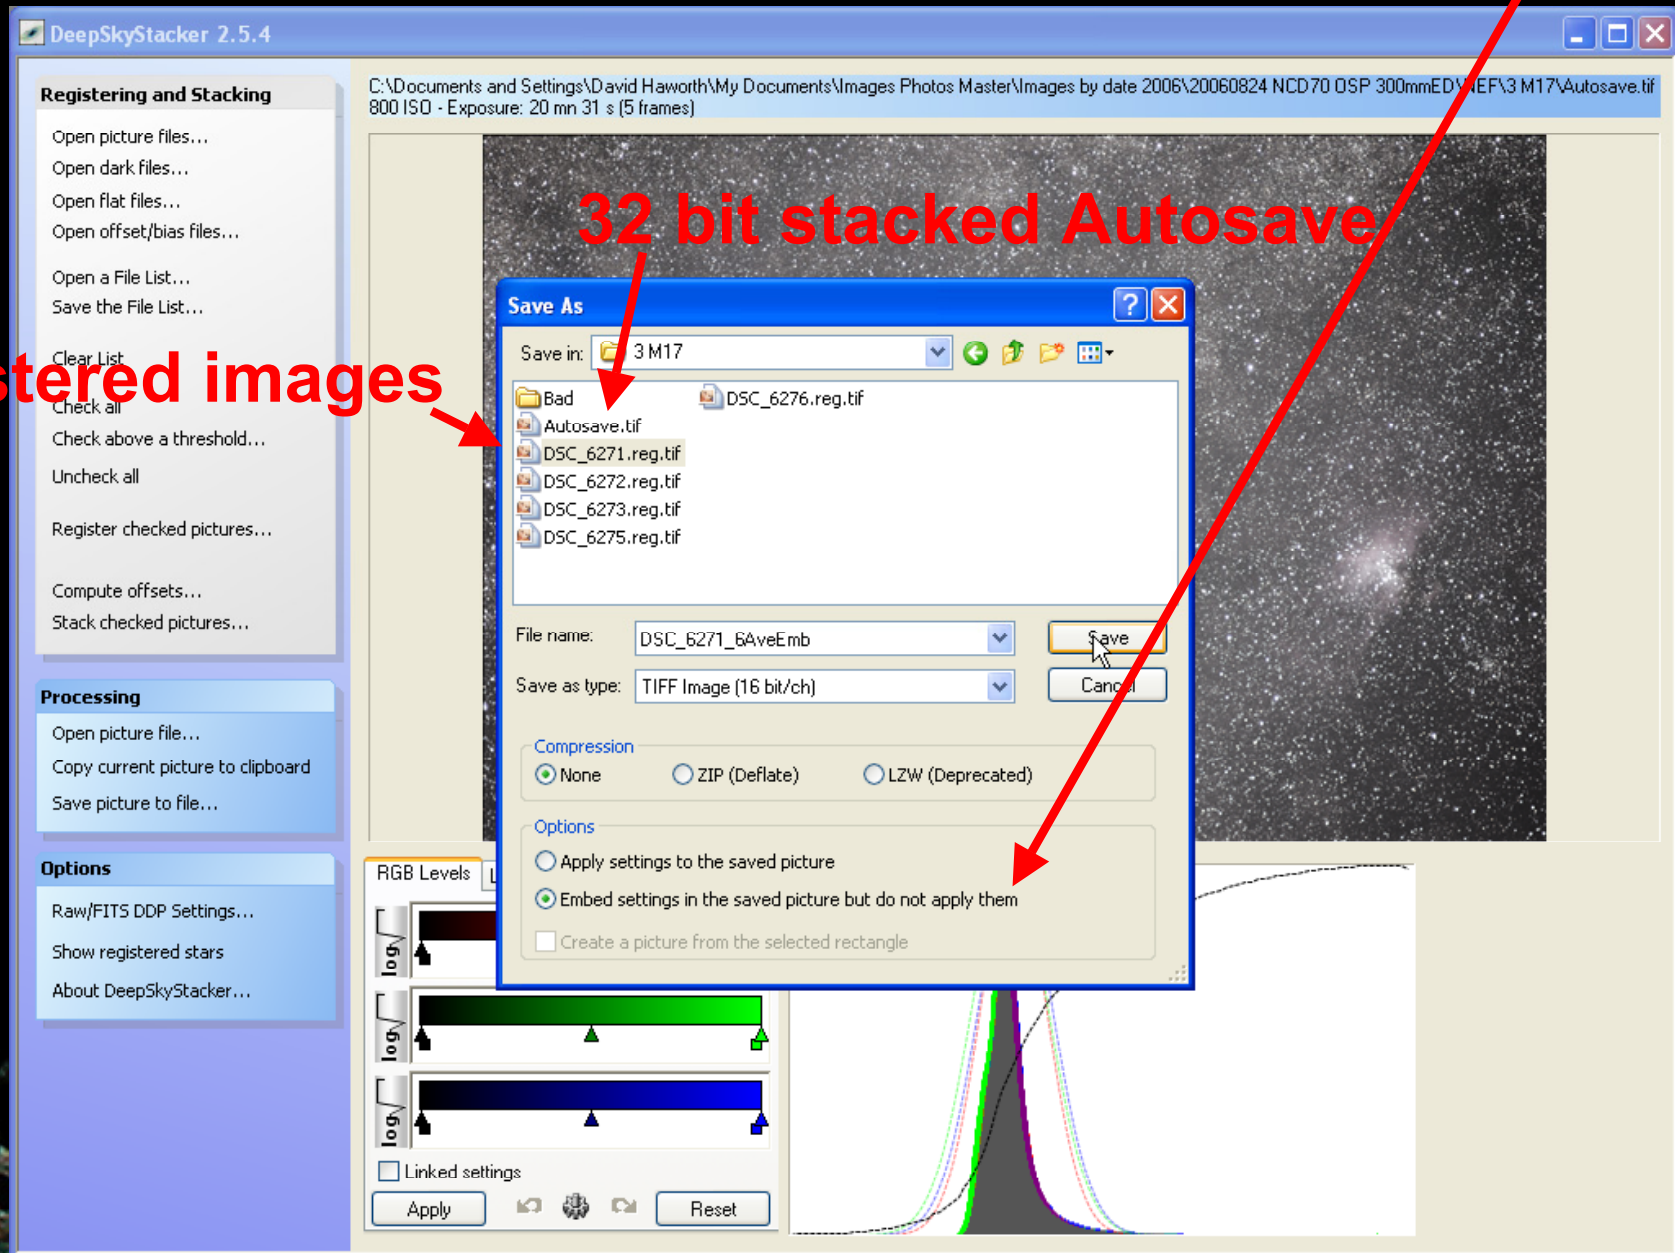 DeepSkyStacker 2.5.4
C:\Documents and Settings\David Haworth\My Documents\Images Photos Master\Images by date 2006\20060824 NCD70 OSP 300mmED\NEF\3 M17\Autosave.tif
800 ISO - Exposure: 20 mn 31 s (5 frames)
Registering and Stacking
Open picture files...
Open dark files...
Open flat files...
Open offset/bias files...
Open a File List...
Save the File List...
Clear List
stered images
Check all
Check above a threshold...
Uncheck all
Register checked pictures...
Compute offsets...
Stack checked pictures...
Processing
Open picture file...
Copy current picture to clipboard
Save picture to file...
Options
Raw/FITS DDP Settings...
Show registered stars
About DeepSkyStacker...
32 bit stacked Autosave
Save As
Save in: 3 M17
Bad
DSC_6276.reg.tif
Autosave.tif
DSC_6271.reg.tif
DSC_6272.reg.tif
DSC_6273.reg.tif
DSC_6275.reg.tif
File name: DSC_6271_6AveEmb
Save
Save as type: TIFF Image (16 bit/ch)
Cancel
Compression
None ZIP (Deflate) LZW (Deprecated)
Options
Apply settings to the saved picture
Embed settings in the saved picture but do not apply them
Create a picture from the selected rectangle
RGB Levels L
log
log
log
Linked settings
Apply Reset